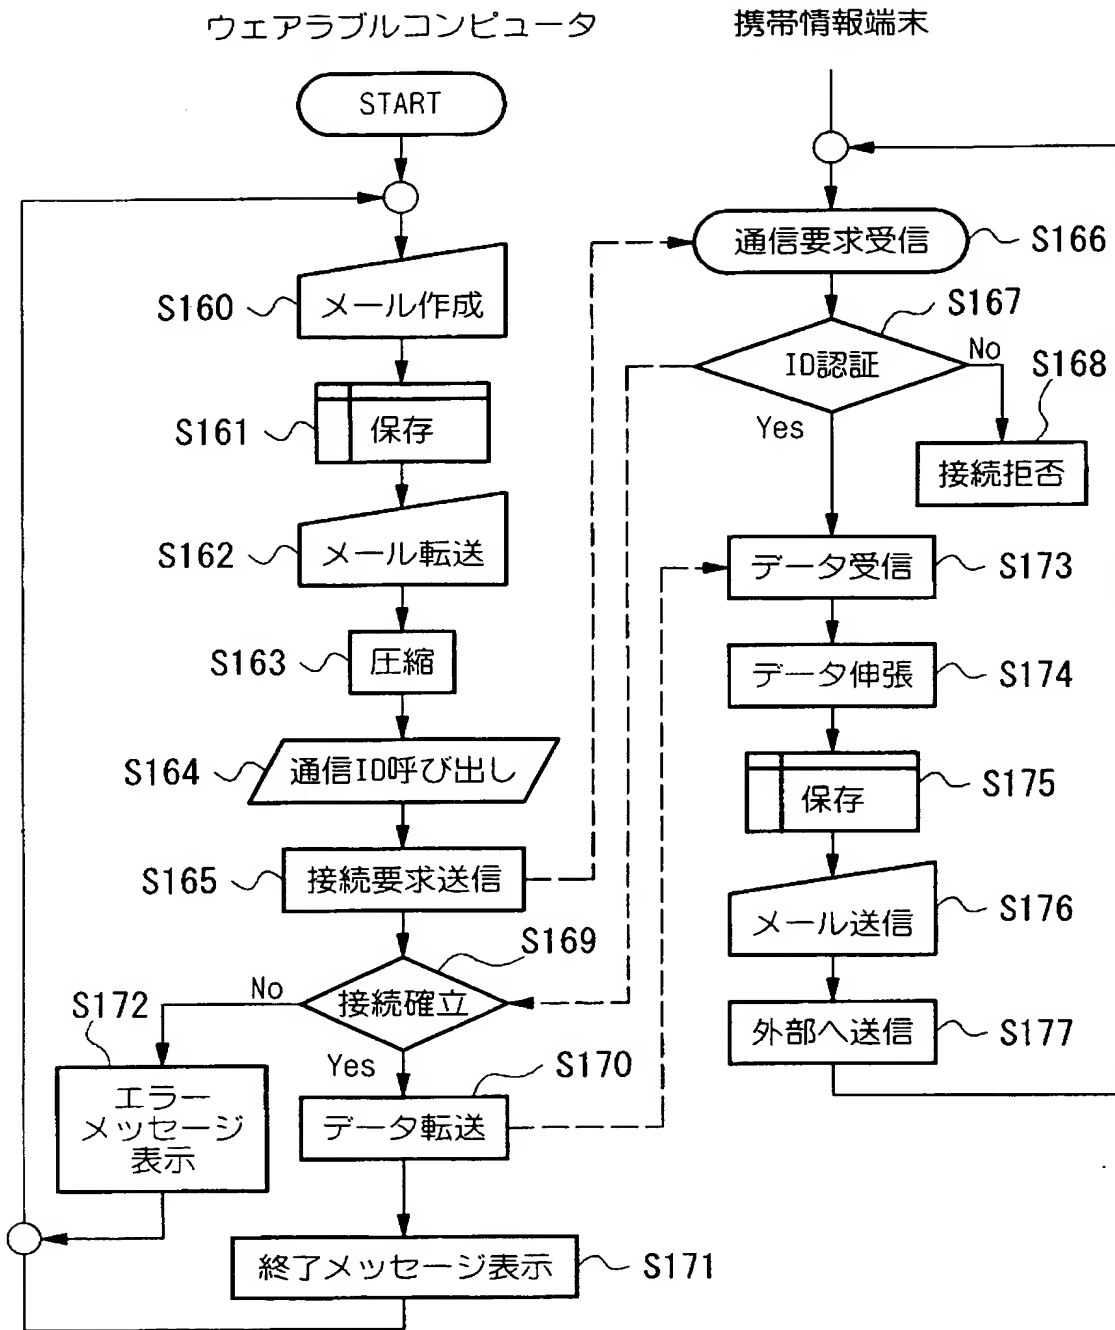 ウェアラブルコンピュータ
START
S160
メール作成
S161
保存
S162
メール転送
S163
圧縮
S164
通信ID呼び出し
S165
接続要求送信
S169
接続確立
No
Yes
S172
エラー
メッセージ
表示
S170
データ転送
終了メッセージ表示
S171
携帯情報端末
通信要求受信
S166
S167
ID認証
No
Yes
S168
接続拒否
データ受信
S173
データ伸張
S174
保存
S175
メール送信
S176
外部へ送信
S177